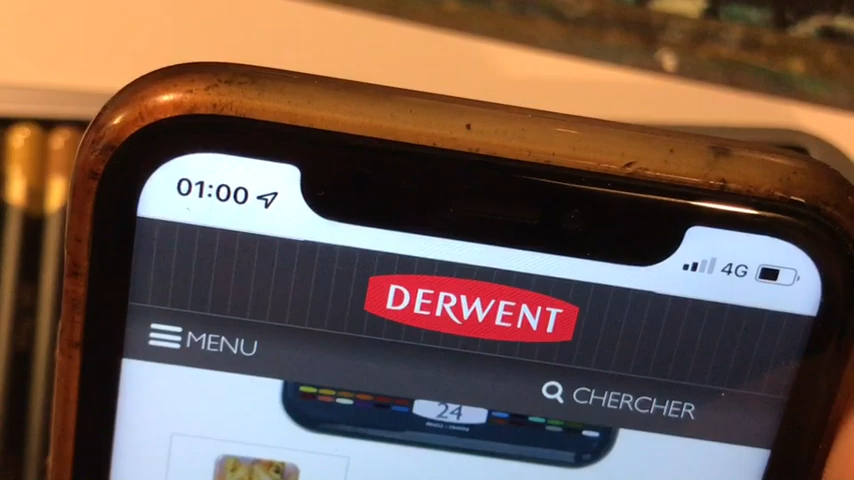 01:00
4G
DERWENT
MENU
CHERCHER
24